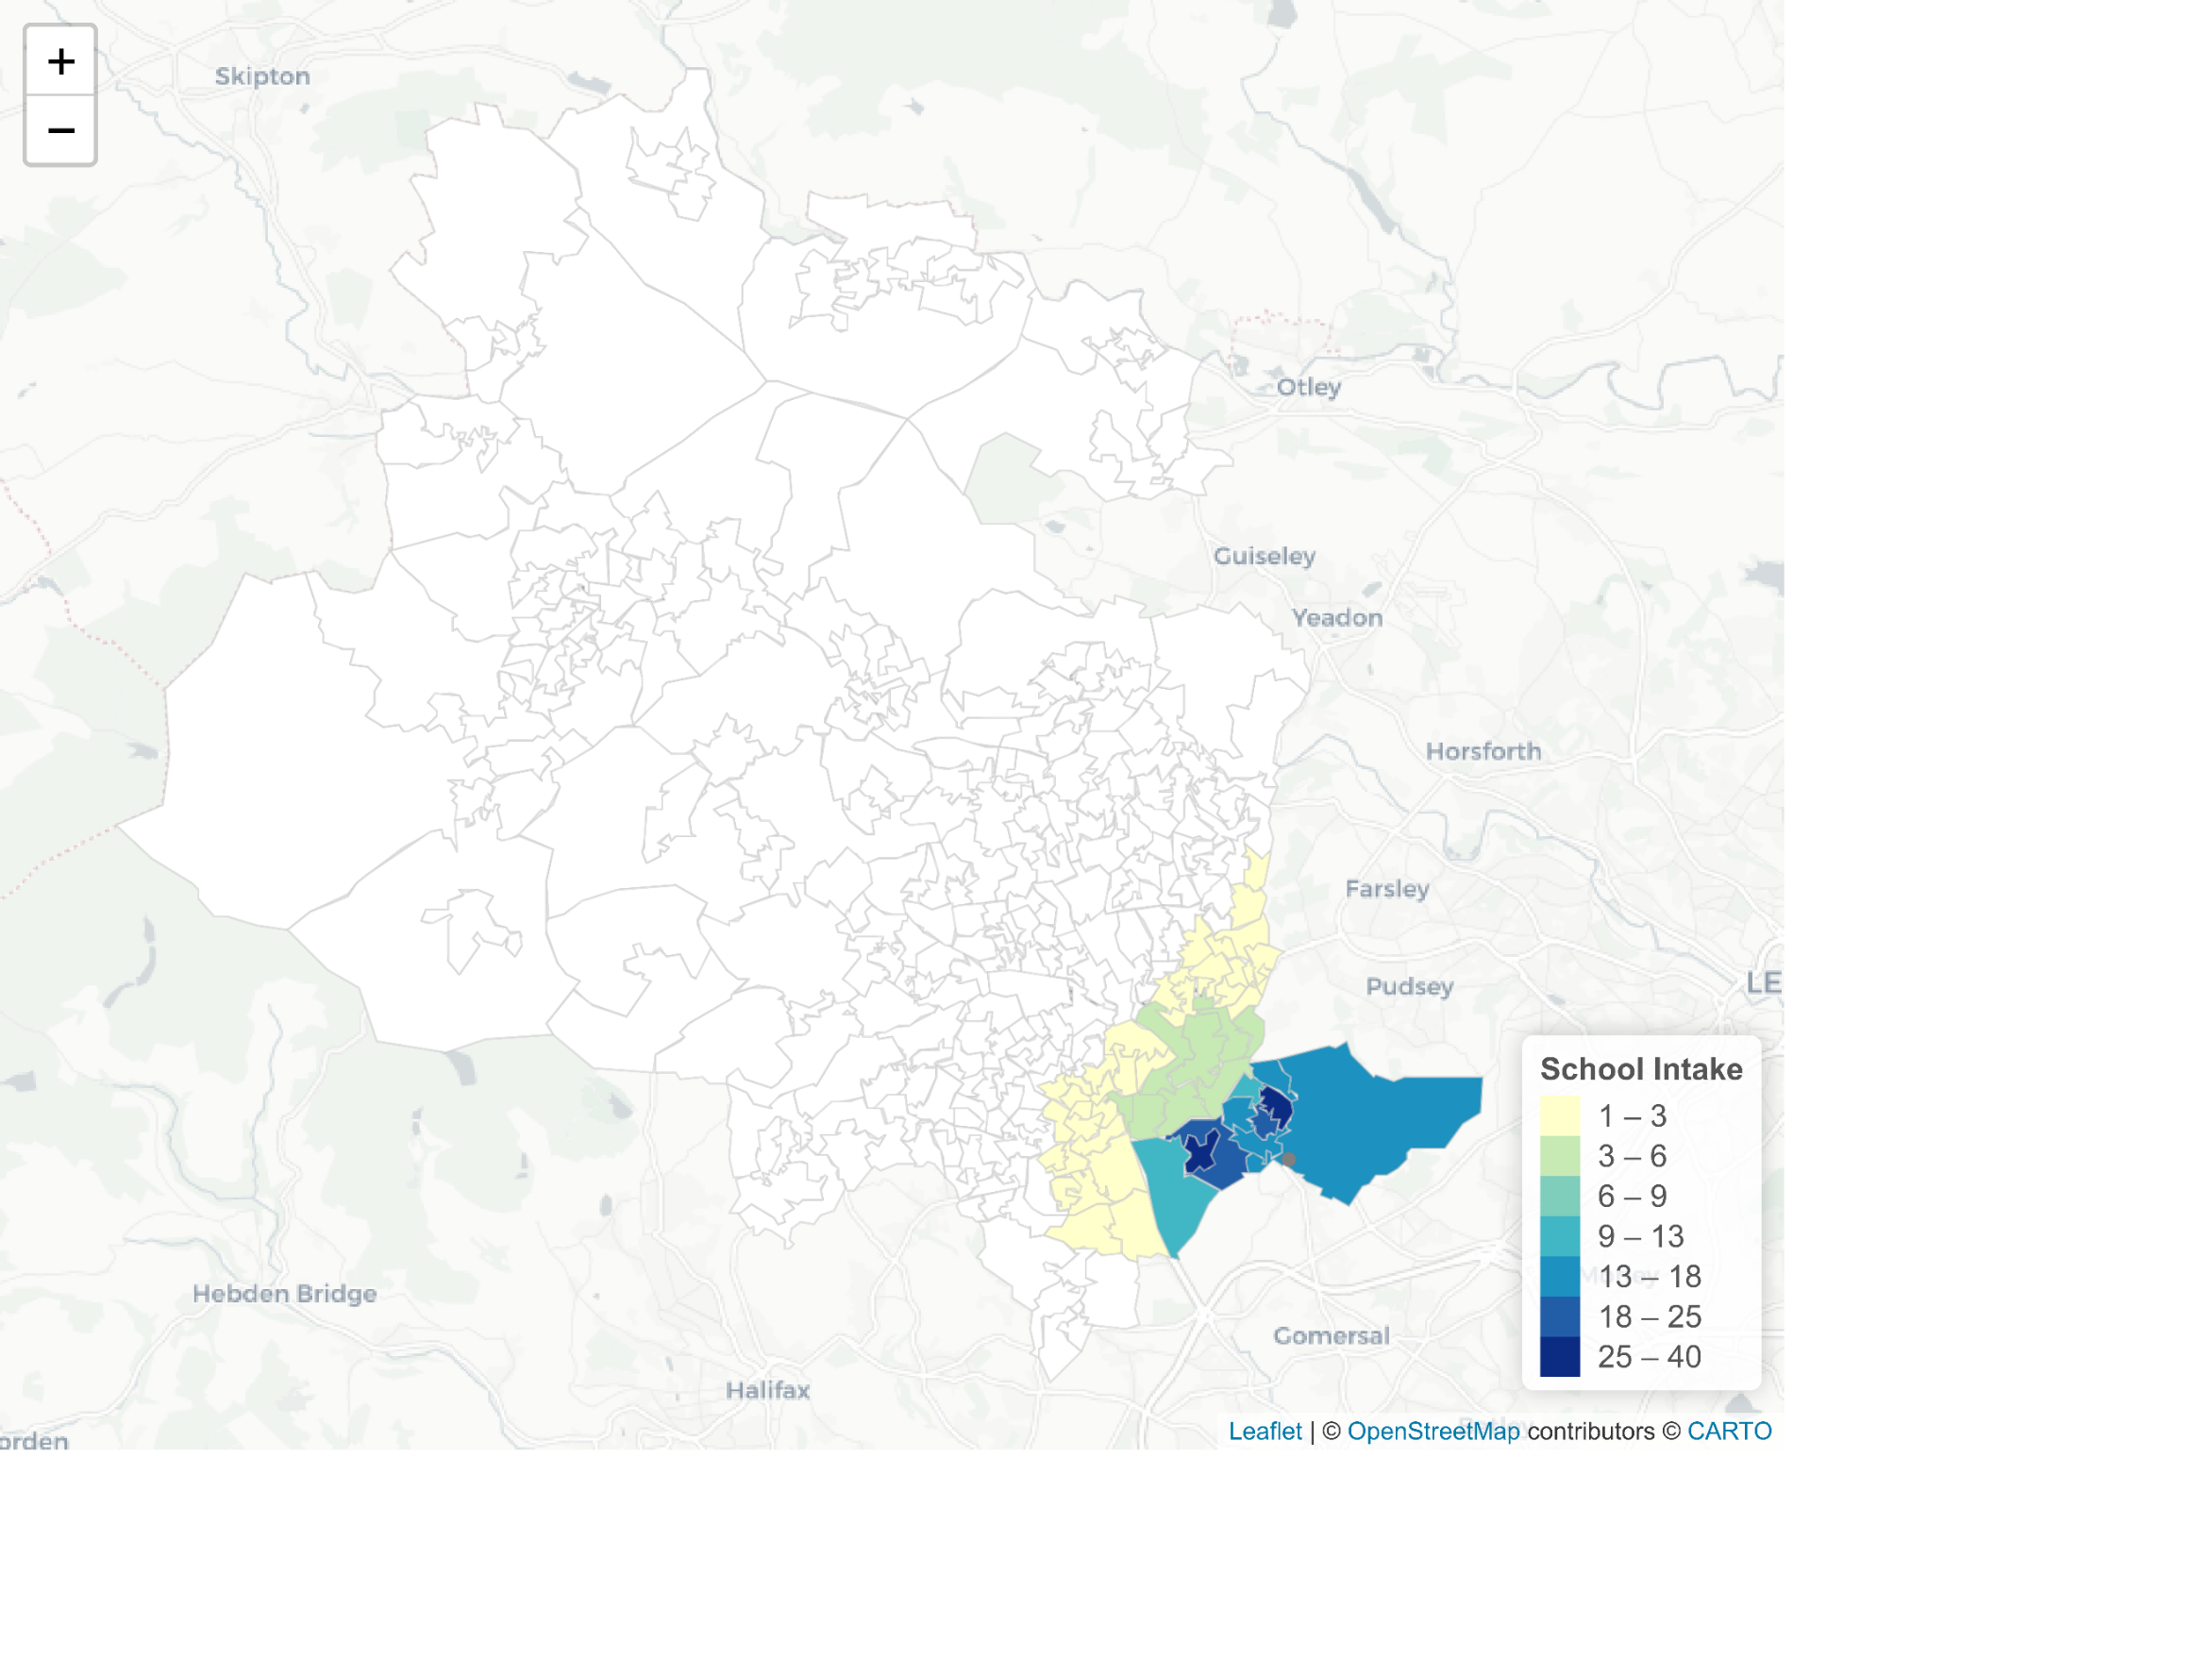 +
−
Skipton
Otley
Guiseley
Yeadon
Horsforth
Farsley
Pudsey
LE
School Intake
1 – 3
3 – 6
6 – 9
9 – 13
13 – 18
18 – 25
25 – 40
Hebden Bridge
Gomersal
Halifax
orden
Leaflet | © OpenStreetMap contributors © CARTO